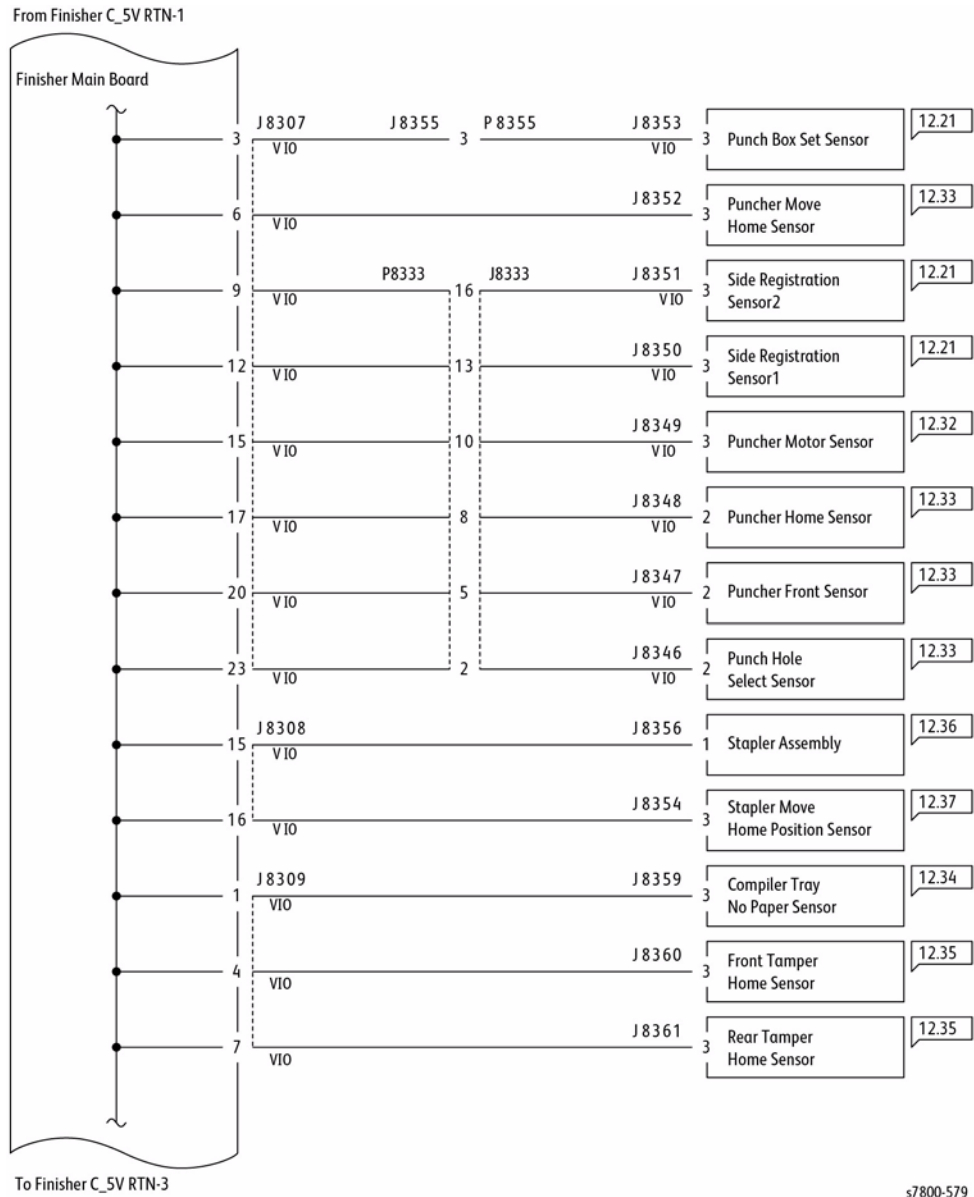 From Finisher C_5V RTN-1
Finisher Main Board
3 J8307 VIO J8355 3 P8355 J8353 VIO 3 Punch Box Set Sensor 12.21
6 VIO J8352 3 Puncher Move Home Sensor 12.33
9 VIO P8333 16 J8333 J8351 VIO 3 Side Registration Sensor2 12.21
12 VIO 13 J8350 VIO 3 Side Registration Sensor1 12.21
15 VIO 10 J8349 VIO 3 Puncher Motor Sensor 12.32
17 VIO 8 J8348 VIO 2 Puncher Home Sensor 12.33
20 VIO 5 J8347 VIO 2 Puncher Front Sensor 12.33
23 VIO 2 J8346 VIO 2 Punch Hole Select Sensor 12.33
15 J8308 VIO J8356 1 Stapler Assembly 12.36
16 VIO J8354 3 Stapler Move Home Position Sensor 12.37
1 J8309 VIO J8359 3 Compiler Tray No Paper Sensor 12.34
4 VIO J8360 3 Front Tamper Home Sensor 12.35
7 VIO J8361 3 Rear Tamper Home Sensor 12.35
To Finisher C_5V RTN-3
s7800-579